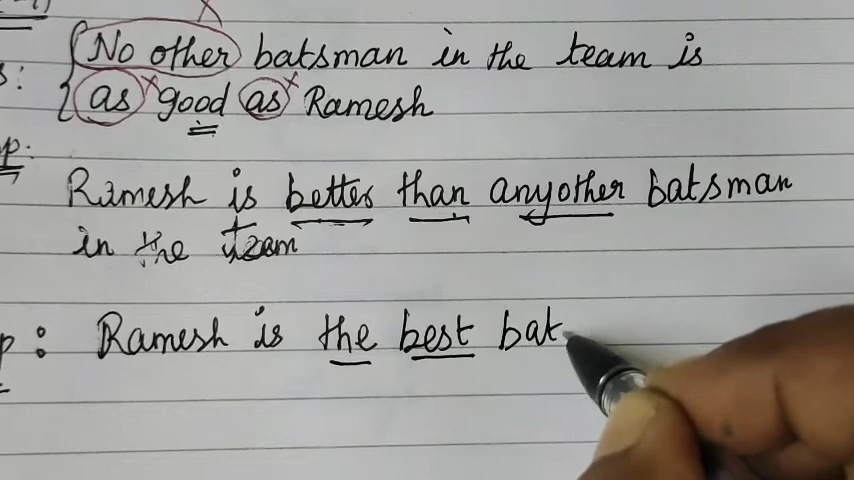 No other batsman in the team is
as good as Ramesh
p:
Ramesh is better than anyother batsman
in the team
p: Ramesh is the best bat